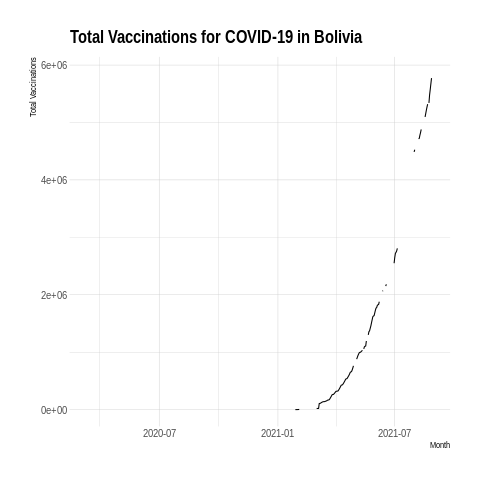 Total Vaccinations for COVID-19 in Bolivia
Total Vaccinations
6e+06
4e+06
2e+06
0e+00
2020-07
2021-01
2021-07
Month